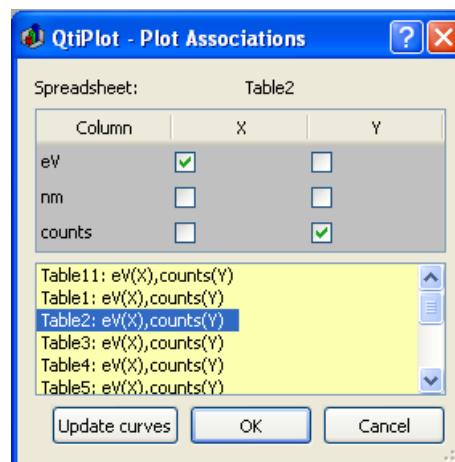 QtiPlot - Plot Associations
Spreadsheet: Table2
Column X Y
eV
nm
counts
Table11: eV(X),counts(Y)
Table1: eV(X),counts(Y)
Table2: eV(X),counts(Y)
Table3: eV(X),counts(Y)
Table4: eV(X),counts(Y)
Table5: eV(X),counts(Y)
Update curves OK Cancel